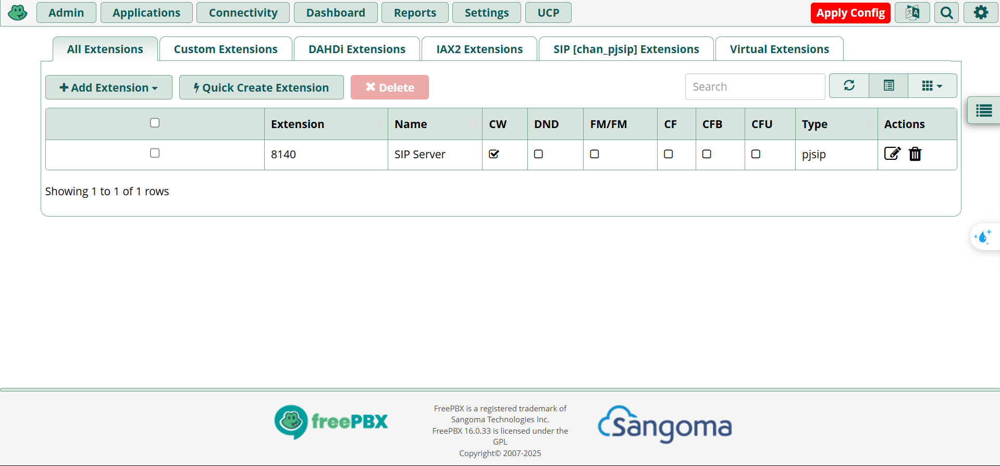 Admin Applications Connectivity Dashboard Reports Settings UCP Apply Config
All Extensions Custom Extensions DAHDi Extensions IAX2 Extensions SIP [chan_pjsip] Extensions Virtual Extensions
Add Extension Quick Create Extension Delete Search
Extension Name CW DND FM/FM CF CFB CFU Type Actions
8140 SIP Server pjsip
Showing 1 to 1 of 1 rows
freePBX
FreePBX is a registered trademark of
Sangoma Technologies Inc.
FreePBX 16.0.33 is licensed under the
GPL
Copyright© 2007-2025
Sangoma